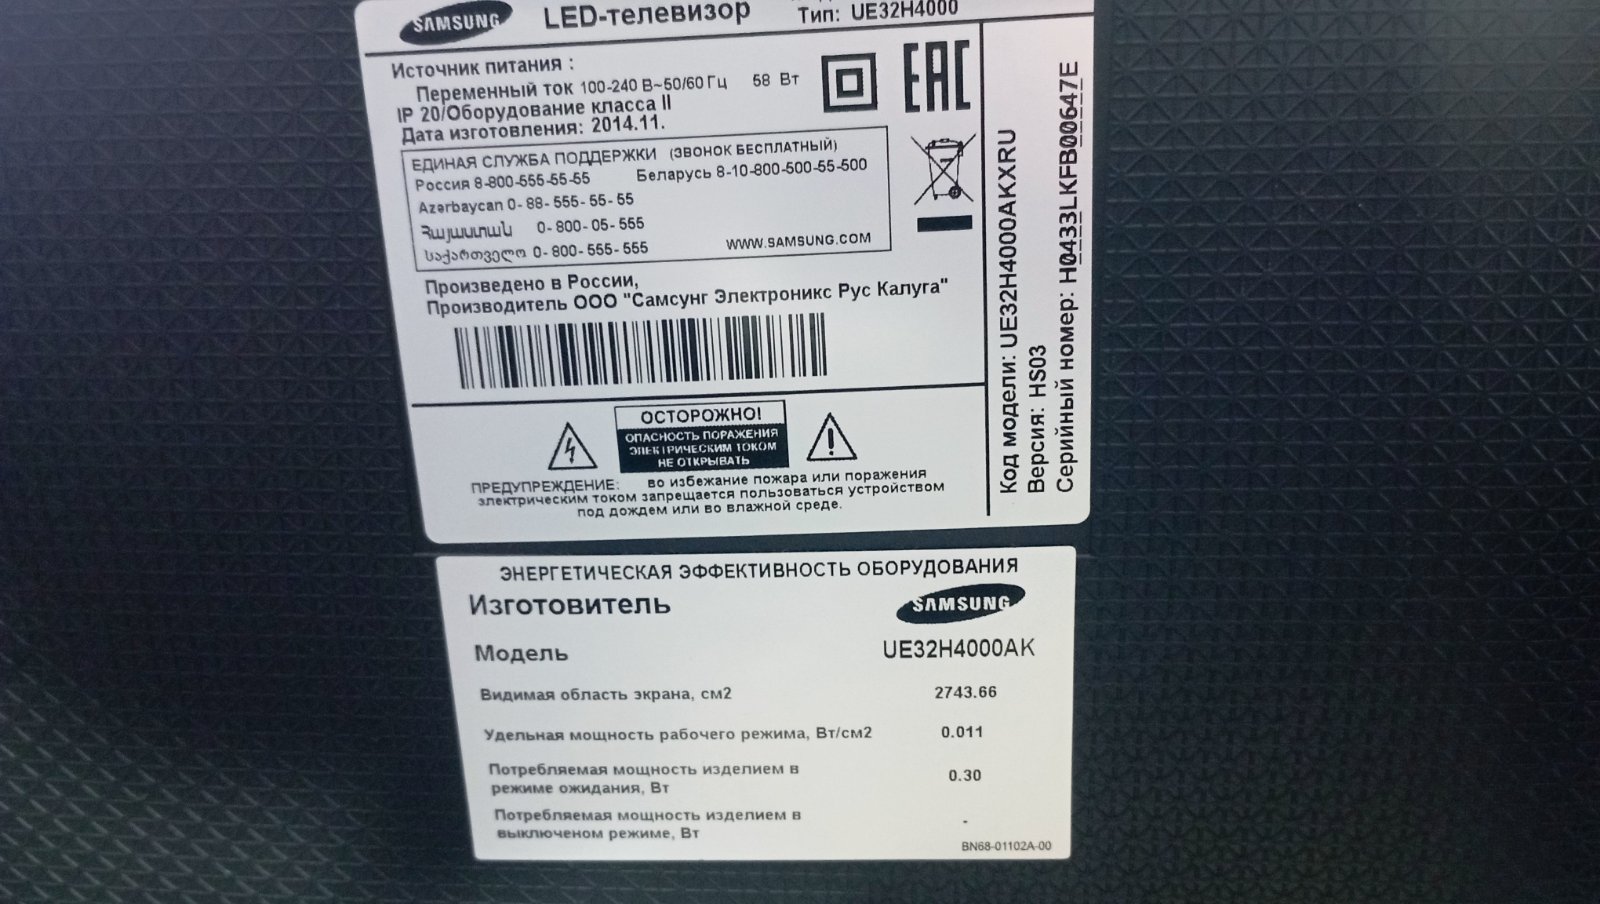 SAMSUNG LED-телевизор Тип: UE32H4000
Источник питания :
Переменный ток 100-240 В~50/60 Гц 58 Вт
IP 20/Оборудование класса II
Дата изготовления: 2014.11.
EAC
ЕДИНАЯ СЛУЖБА ПОДДЕРЖКИ (ЗВОНОК БЕСПЛАТНЫЙ)
Россия 8-800-555-55-55 Беларусь 8-10-800-500-55-500
Azərbaycan 0-88-555-55-55
Հայաստան 0-800-05-555
საქართველო 0-800-555-555 WWW.SAMSUNG.COM
Произведено в России,
Производитель ООО "Самсунг Электроникс Рус Калуга"
ОСТОРОЖНО!
ОПАСНОСТЬ ПОРАЖЕНИЯ
ЭЛЕКТРИЧЕСКИМ ТОКОМ
НЕ ОТКРЫВАТЬ
ПРЕДУПРЕЖДЕНИЕ: во избежание пожара или поражения
электрическим током запрещается пользоваться устройством
под дождем или во влажной среде.
Код модели: UE32H4000AKXRU
Версия: HS03
Серийный номер: H0433LKFB00647E
ЭНЕРГЕТИЧЕСКАЯ ЭФФЕКТИВНОСТЬ ОБОРУДОВАНИЯ
Изготовитель SAMSUNG
Модель UE32H4000AK
Видимая область экрана, см2 2743.66
Удельная мощность рабочего режима, Вт/см2 0.011
Потребляемая мощность изделием в
режиме ожидания, Вт 0.30
Потребляемая мощность изделием в
выключеном режиме, Вт -
BN68-01102A-00